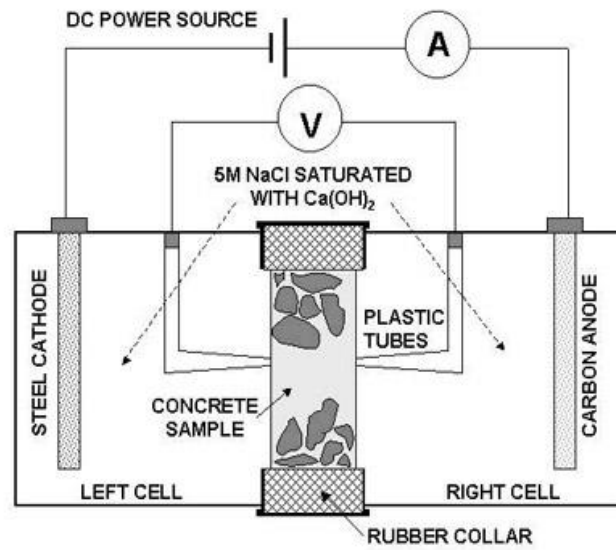 DC POWER SOURCE
A
V
5M NaCl SATURATED
WITH Ca(OH)₂
STEEL CATHODE
PLASTIC
TUBES
CARBON ANODE
CONCRETE
SAMPLE
LEFT CELL
RIGHT CELL
RUBBER COLLAR